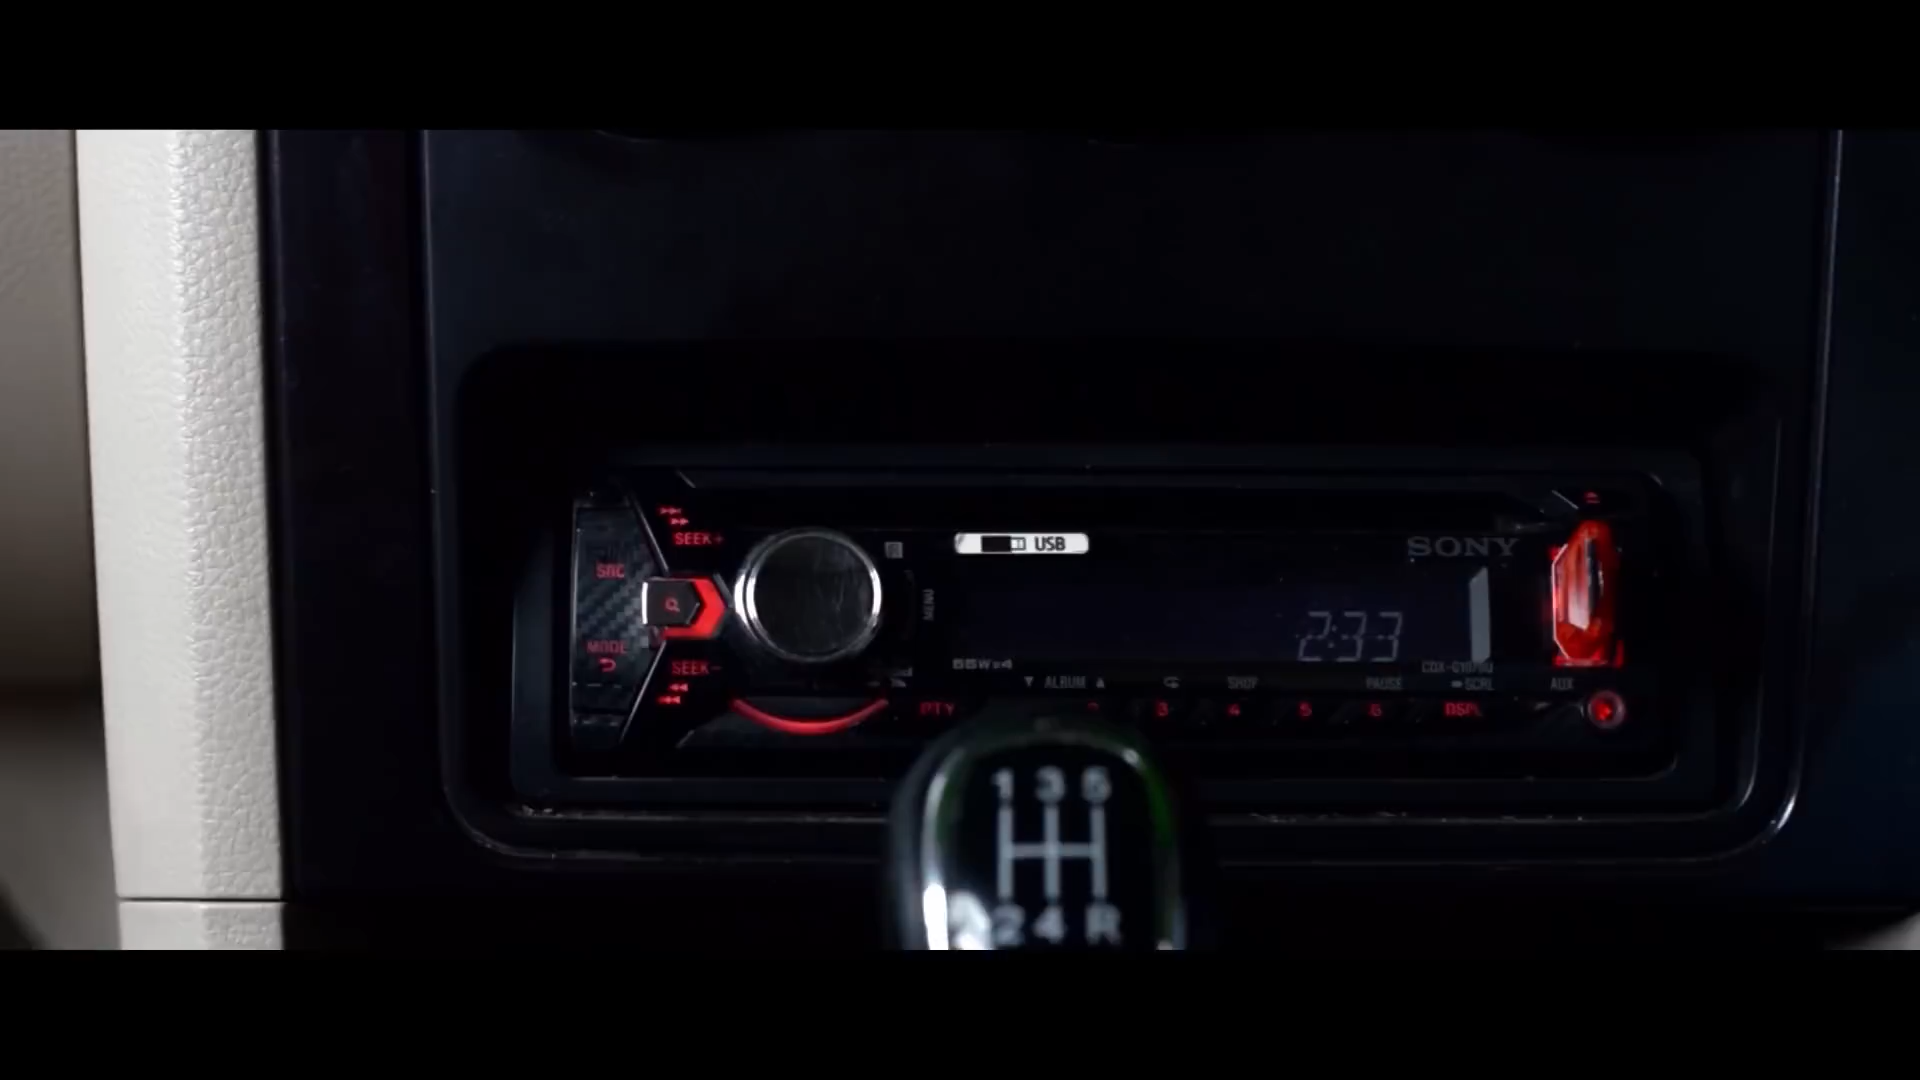 SEEK+
USB
SONY
SRC
MENU
2:33
MODE
SEEK-
55W×4
ALBUM
SHUF
PAUSE
SCRL
AUX
PTY
3
4
5
6
DSPL
1 3 5
2 4 R